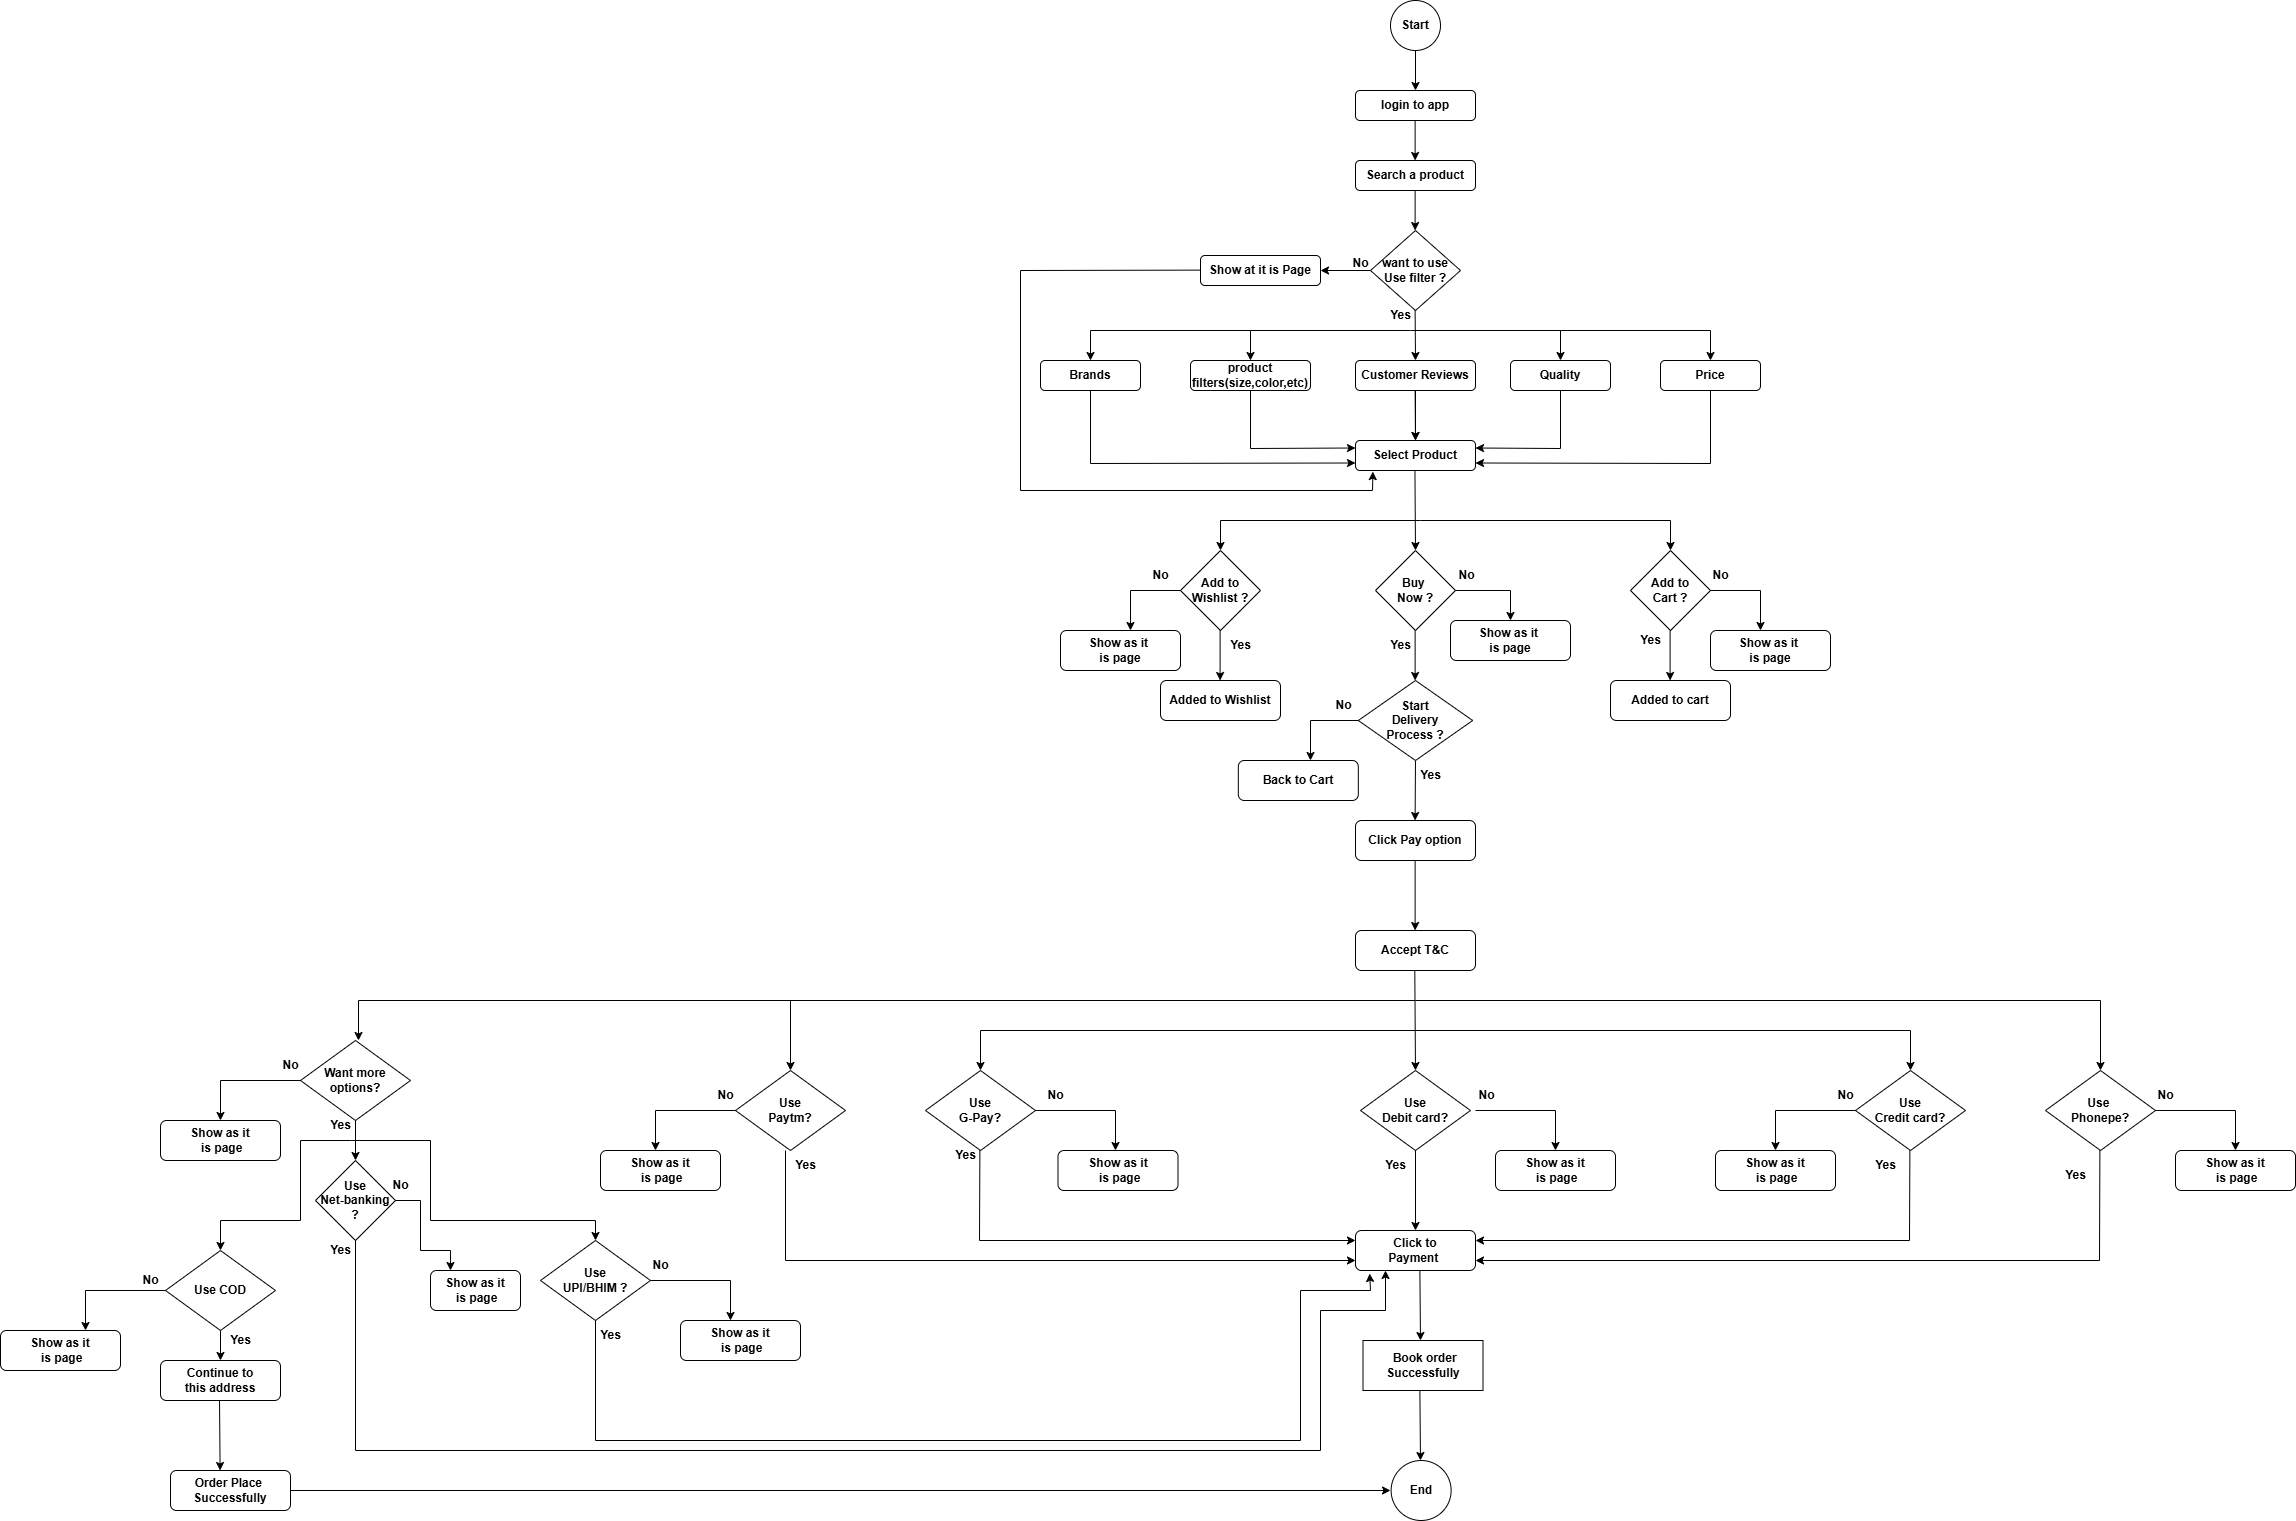 Start
login to app
Search a product
want to use
Use filter ?
No
Show at it is Page
Yes
Brands
product
filters(size,color,etc)
Customer Reviews
Quality
Price
Select Product
No
Add to
Wishlist ?
Buy
Now ?
No
Add to
Cart ?
No
Show as it
is page
Yes
Yes
Show as it
is page
Yes
Show as it
is page
Added to Wishlist
No
Start
Delivery
Process ?
Added to cart
Back to Cart
Yes
Click Pay option
Accept T&C
No
Want more
options?
Show as it
is page
Yes
No
Use
Paytm?
Use
G-Pay?
No
Use
Debit card?
No
No
Use
Credit card?
Use
Phonepe?
No
Show as it
is page
Yes
Yes
Show as it
is page
Yes
Show as it
is page
Show as it
is page
Yes
Yes
Show as it
is page
Use
Net-banking
?
No
Yes
Show as it
is page
Click to
Payment
No
Use COD
Use
UPI/BHIM ?
No
Show as it
is page
Yes
Yes
Show as it
is page
Continue to
this address
Book order
Successfully
Order Place
Successfully
End